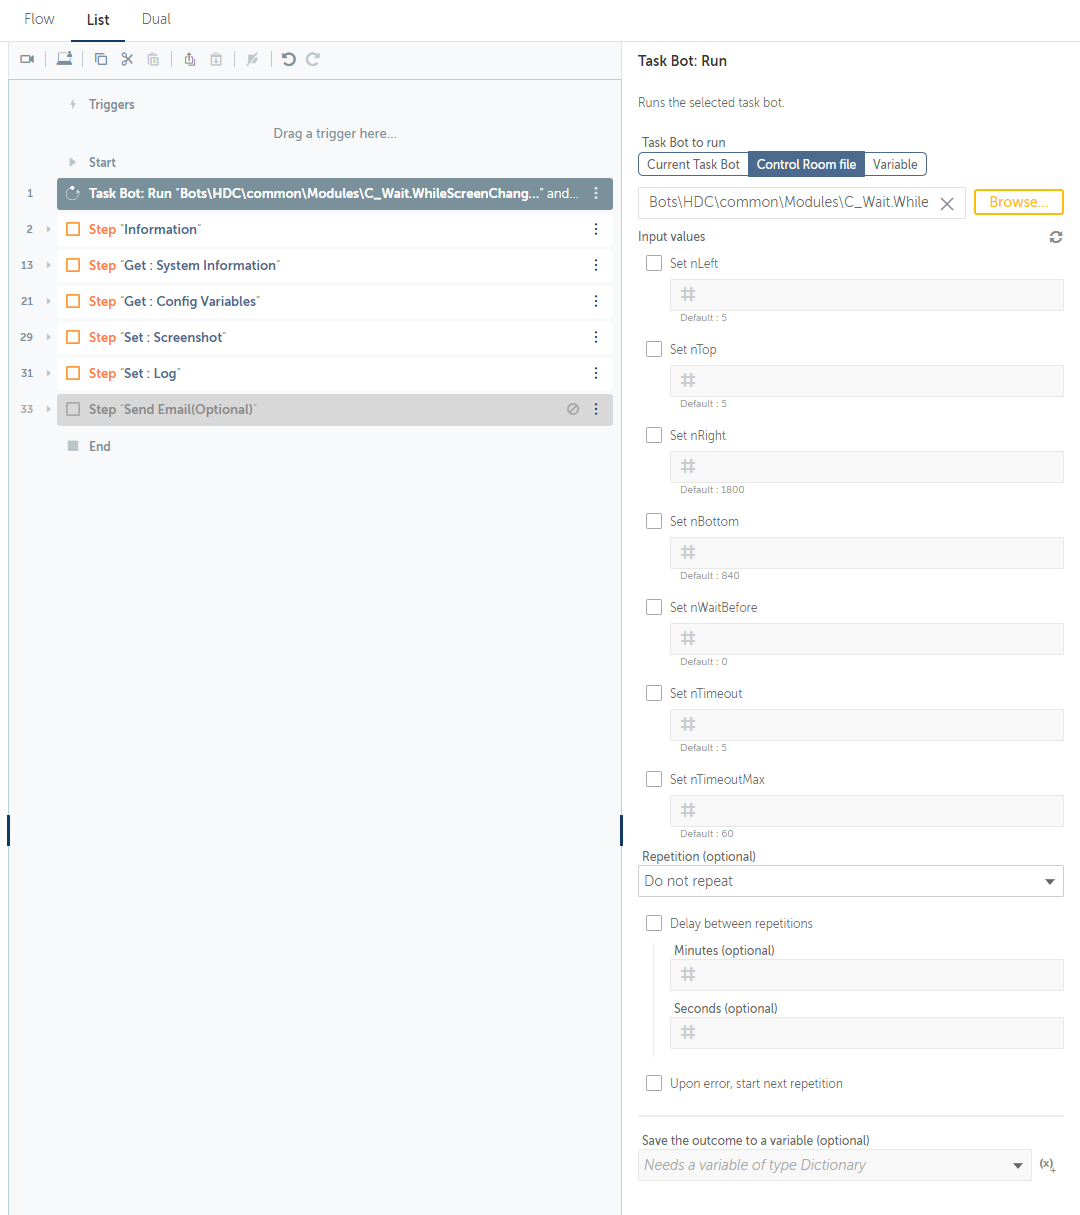 Flow List Dual
Triggers
Drag a trigger here...
Start
1 Task Bot: Run "Bots\HDC\common\Modules\C_Wait.WhileScreenChang..." and...
2 Step "Information"
13 Step "Get : System Information"
21 Step "Get : Config Variables"
29 Step "Set : Screenshot"
31 Step "Set : Log"
33 Step "Send Email(Optional)"
End
Task Bot: Run
Runs the selected task bot.
Task Bot to run
Current Task Bot Control Room file Variable
Bots\HDC\common\Modules\C_Wait.While Browse...
Input values
Set nLeft
#
Default : 5
Set nTop
#
Default : 5
Set nRight
#
Default : 1800
Set nBottom
#
Default : 840
Set nWaitBefore
#
Default : 0
Set nTimeout
#
Default : 5
Set nTimeoutMax
#
Default : 60
Repetition (optional)
Do not repeat
Delay between repetitions
Minutes (optional)
#
Seconds (optional)
#
Upon error, start next repetition
Save the outcome to a variable (optional)
Needs a variable of type Dictionary (x)+